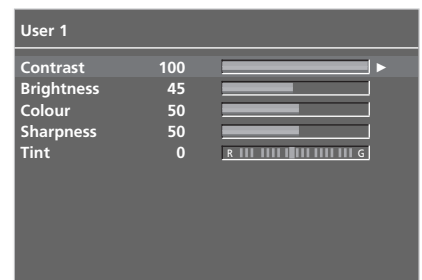 User 1
Contrast 100
Brightness 45
Colour 50
Sharpness 50
Tint 0 R G